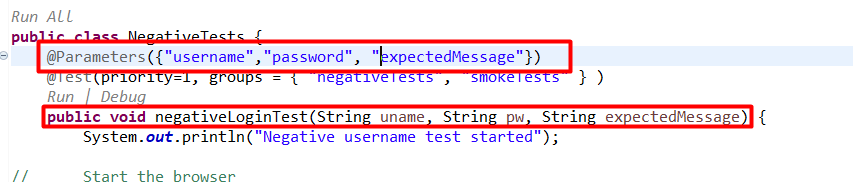 Run All
public class NegativeTests {
@Parameters({"username","password", "expectedMessage"})
@Test(priority=1, groups = { "negativeTests", "smokeTests" } )
Run | Debug
public void negativeLoginTest(String uname, String pw, String expectedMessage) {
System.out.println("Negative username test started");
// Start the browser